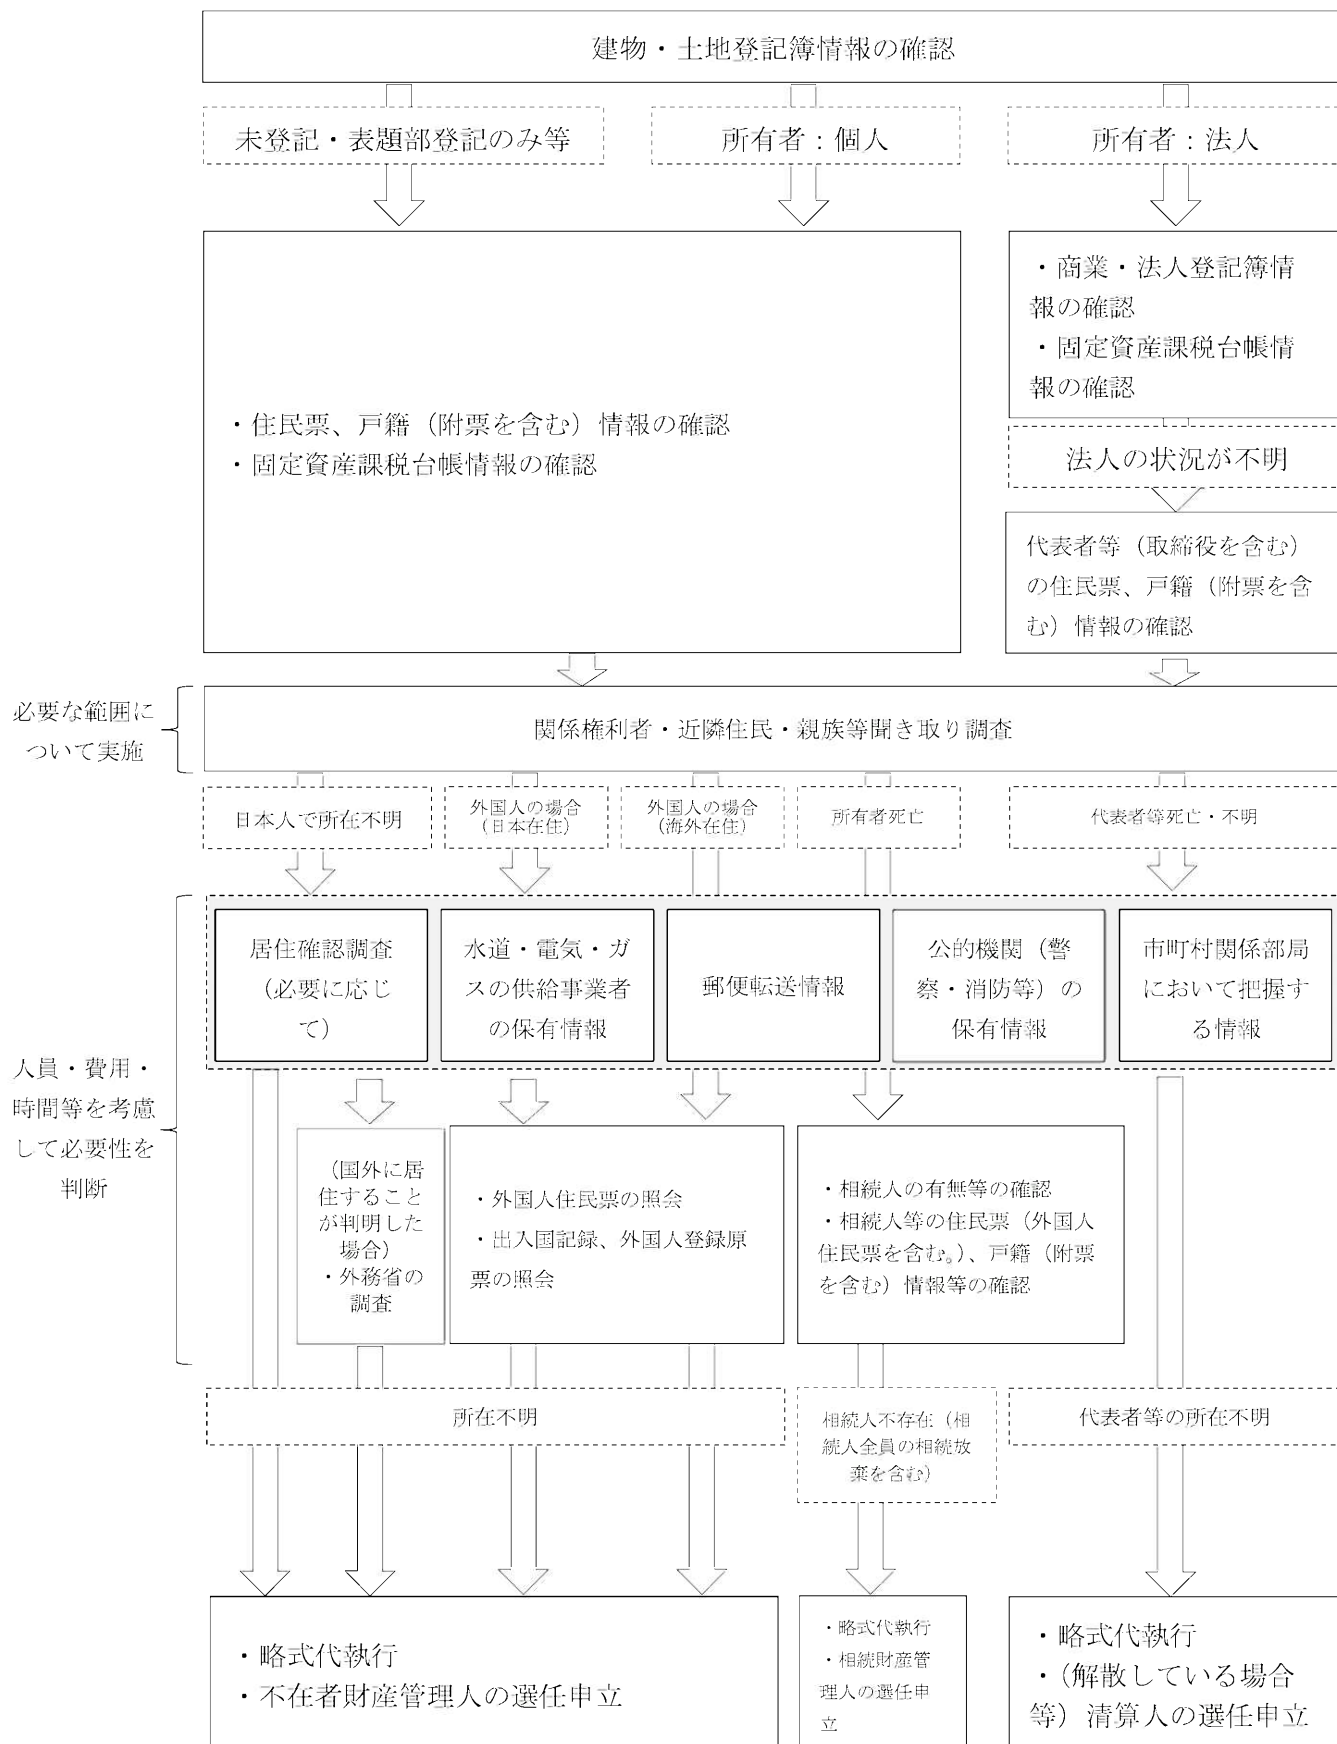 建物・土地登記簿情報の確認
未登記・表題部登記のみ等
所有者：個人
所有者：法人
・住民票、戸籍（附票を含む）情報の確認
・固定資産課税台帳情報の確認
・商業・法人登記簿情
報の確認
・固定資産課税台帳情
報の確認
法人の状況が不明
代表者等（取締役を含む）
の住民票、戸籍（附票を含
む）情報の確認
必要な範囲に
ついて実施
関係権利者・近隣住民・親族等聞き取り調査
日本人で所在不明
外国人の場合
（日本在住）
外国人の場合
（海外在住）
所有者死亡
代表者等死亡・不明
人員・費用・
時間等を考慮
して必要性を
判断
居住確認調査
（必要に応じ
て）
水道・電気・ガ
スの供給事業者
の保有情報
郵便転送情報
公的機関（警
察・消防等）の
保有情報
市町村関係部局
において把握す
る情報
（国外に居
住すること
が判明した
場合）
・外務省の
調査
・外国人住民票の照会
・出入国記録、外国人登録原
票の照会
・相続人の有無等の確認
・相続人等の住民票（外国人
住民票を含む。）、戸籍（附票
を含む）情報等の確認
所在不明
相続人不存在（相
続人全員の相続放
棄を含む）
代表者等の所在不明
・略式代執行
・不在者財産管理人の選任申立
・略式代執行
・相続財産管
理人の選任申
立
・略式代執行
・（解散している場合
等）清算人の選任申立